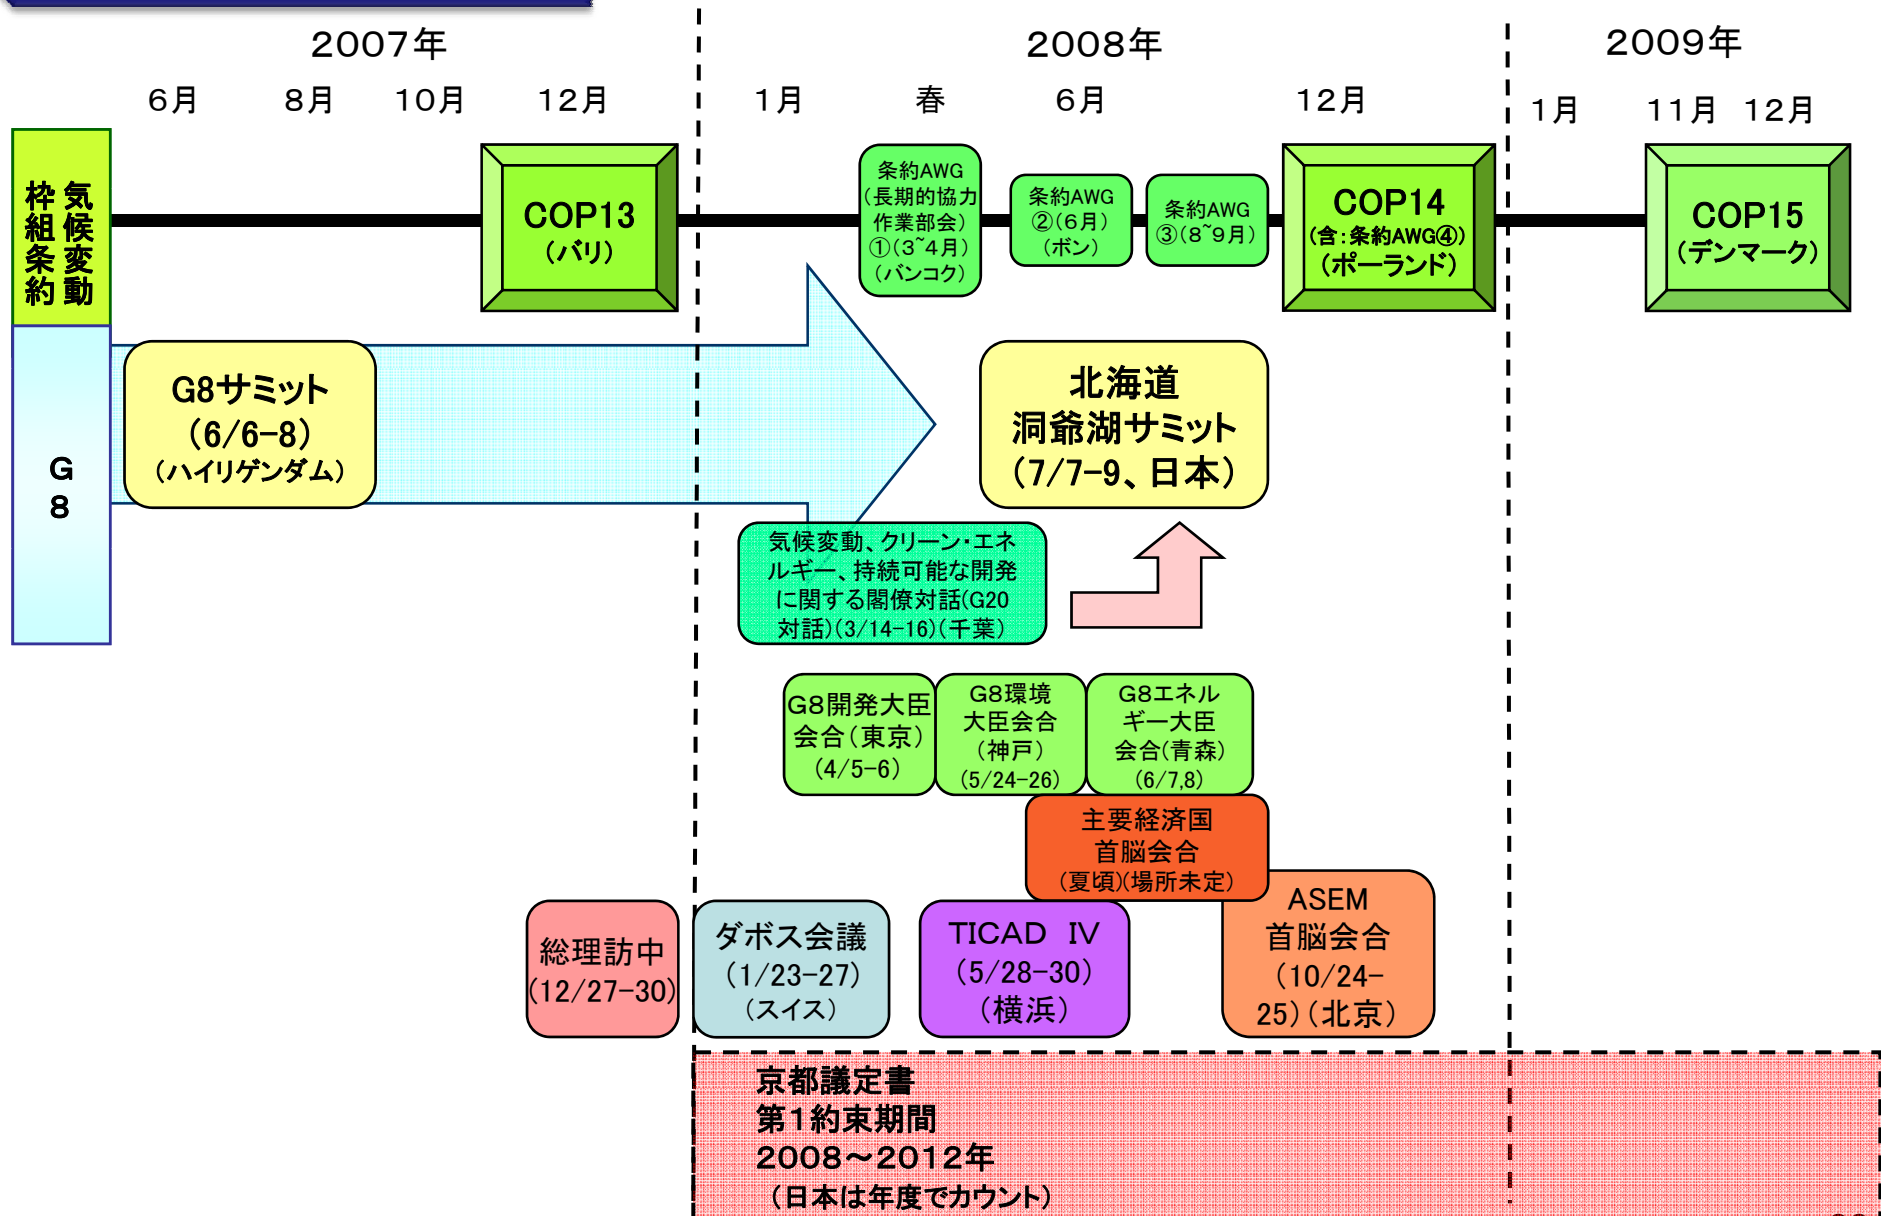 2007年
2008年
2009年
6月
8月
10月
12月
1月
春
6月
12月
1月
11月
12月
気候変動
枠組条約
COP13
(バリ)
条約AWG
(長期的協力
作業部会)
①(3~4月)
(バンコク)
条約AWG
②(6月)
(ボン)
条約AWG
③(8~9月)
COP14
(含:条約AWG④)
(ポーランド)
COP15
(デンマーク)
G
8
G8サミット
(6/6-8)
(ハイリゲンダム)
北海道
洞爺湖サミット
(7/7-9、日本)
気候変動、クリーン・エネ
ルギー、持続可能な開発
に関する閣僚対話(G20
対話)(3/14-16)(千葉)
G8開発大臣
会合(東京)
(4/5-6)
G8環境
大臣会合
(神戸)
(5/24-26)
G8エネル
ギー大臣
会合(青森)
(6/7,8)
主要経済国
首脳会合
(夏頃)(場所未定)
総理訪中
(12/27-30)
ダボス会議
(1/23-27)
(スイス)
TICAD IV
(5/28-30)
(横浜)
ASEM
首脳会合
(10/24-
25)(北京)
京都議定書
第1約束期間
2008～2012年
(日本は年度でカウント)